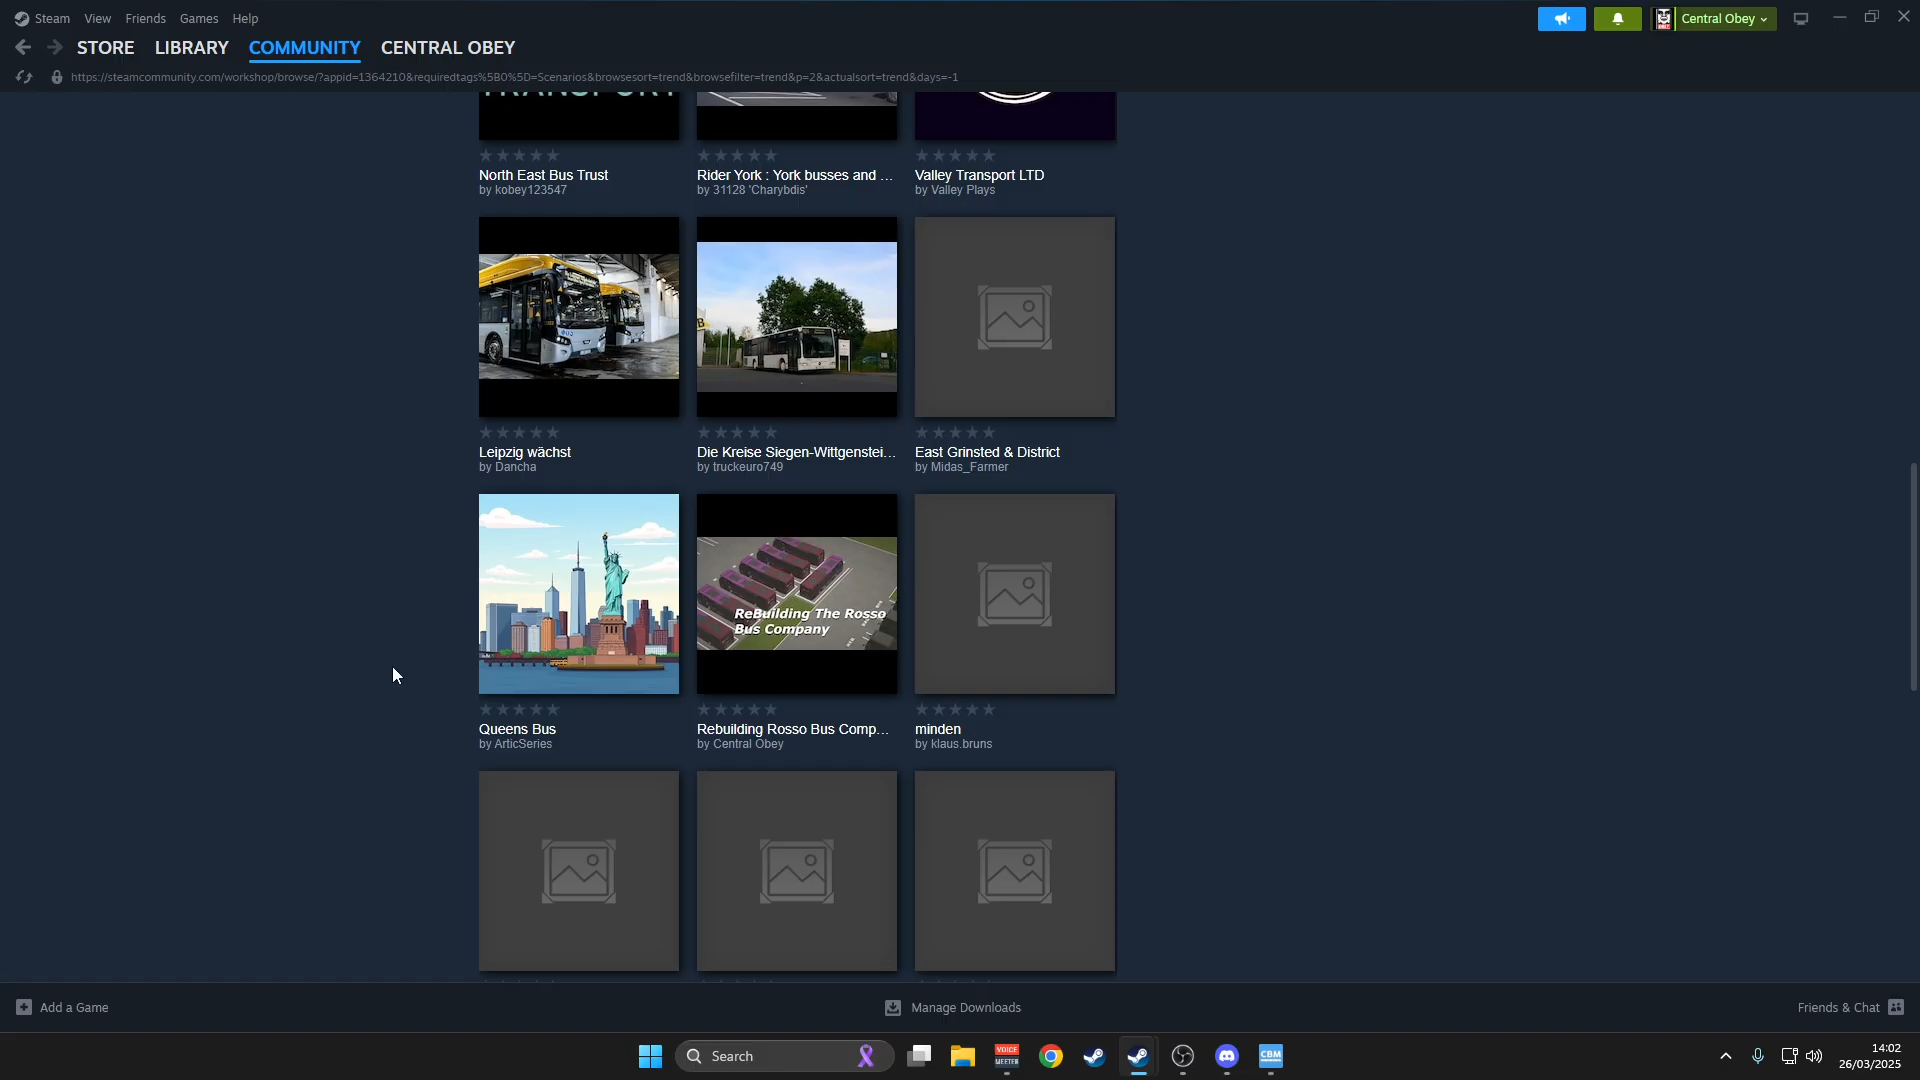 Steam View Friends Games Help
Central Obey
STORE LIBRARY COMMUNITY CENTRAL OBEY
https://steamcommunity.com/workshop/browse/?appid=1364210&requiredtags%5B0%5D=Scenarios&browsesort=trend&browsefilter=trend&p=2&actualsort=trend&days=-1
TRANSPORT
North East Bus Trust
by kobey123547
Rider York : York busses and ...
by 31128 'Charybdis'
Valley Transport LTD
by Valley Plays
Leipzig wächst
by Dancha
Die Kreise Siegen-Wittgenstei...
by truckeuro749
East Grinsted & District
by Midas_Farmer
ReBuilding The Rosso
Bus Company
Queens Bus
by ArticSeries
Rebuilding Rosso Bus Comp...
by Central Obey
minden
by klaus.bruns
Add a Game
Manage Downloads
Friends & Chat
Search
VOICE
MEETER
CBM
14:02
26/03/2025